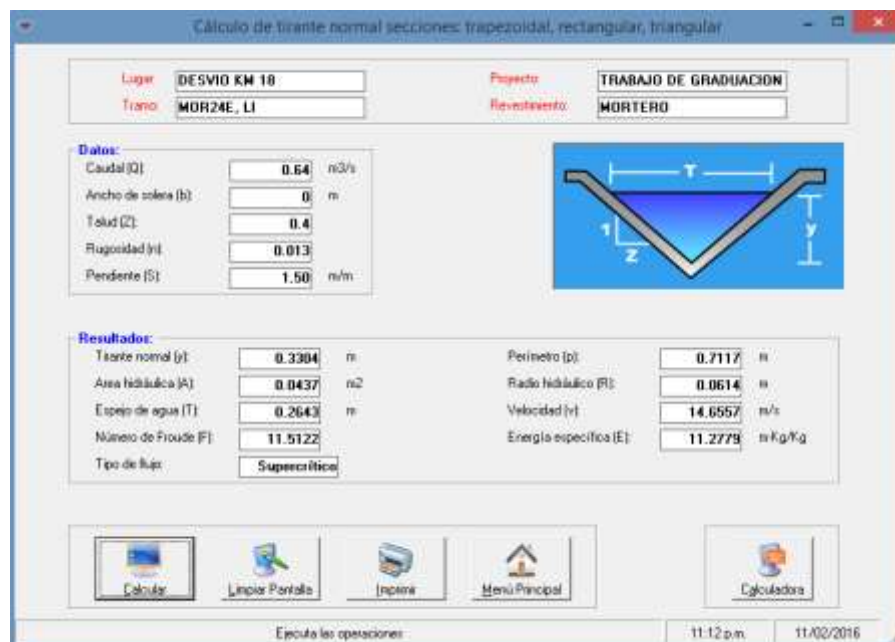 Cálculo de tirante normal secciones: trapezoidal, rectangular, triangular
Lugar: DESVIO KM 18 Proyecto: TRABAJO DE GRADUACION
Tramo: MOR24E, LI Revestimiento: MORTERO
Datos:
Caudal (Q): 0.64 m3/s
Ancho de solera (b): 0 m
Talud (Z): 0.4
Rugosidad (n): 0.013
Pendiente (S): 1.50 m/m
T
y
1
Z
Resultados:
Tirante normal (y): 0.3304 m Perímetro (p): 0.7117 m
Area hidráulica (A): 0.0437 m2 Radio hidráulico (R): 0.0614 m
Espejo de agua (T): 0.2643 m Velocidad (v): 14.6557 m/s
Número de Froude (F): 11.5122 Energía específica (E): 11.2779 m-Kg/Kg
Tipo de flujo: Supercrítico
Calcular Limpiar Pantalla Imprimir Menú Principal Calculadora
Ejecuta las operaciones 11:12 p.m. 11/02/2016